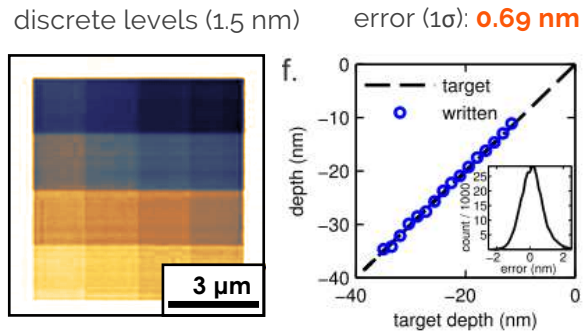 discrete levels (1.5 nm)
error (1σ): 0.69 nm
3 µm
f.
target
written
depth (nm)
0
−10
−20
−30
−40
−40
−20
0
target depth (nm)
count / 1000
25
20
15
10
5
−2
0
2
error (nm)